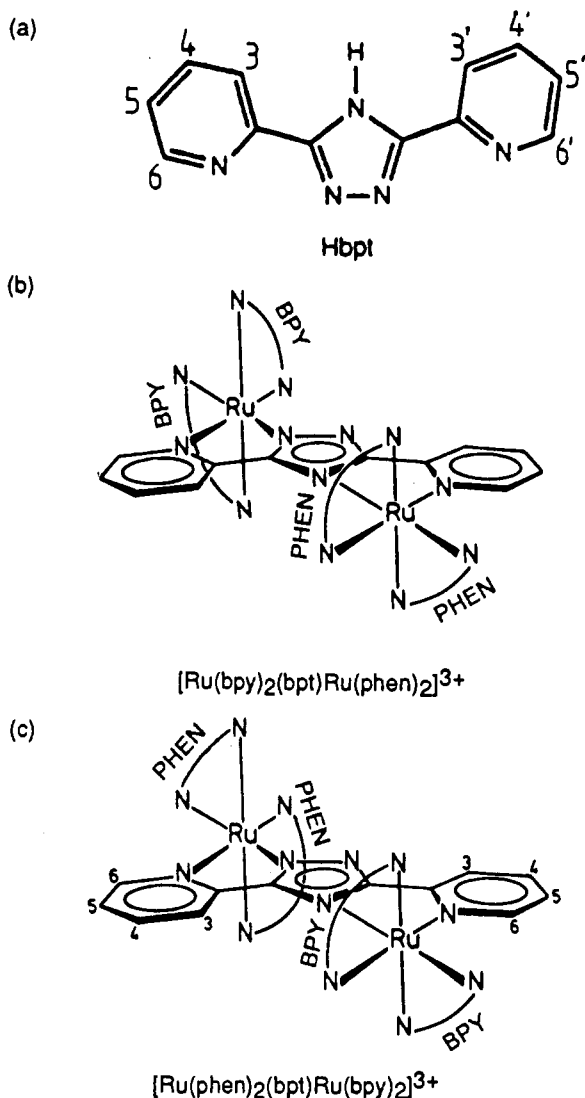 (a)
H
4 3 3' 4'
5 N 5'
6 N N 6'
N N
Hbpt
(b)
N
BPY
N N
BPY Ru
N N N N
N N PHEN
Ru N
N N
N PHEN
[Ru(bpy)2(bpt)Ru(phen)2]3+
(c)
N
PHEN
N N PHEN
Ru
6 N N N N 3 4
5 N 5
4 3 N BPY N 6
Ru
N N
N BPY
[Ru(phen)2(bpt)Ru(bpy)2]3+